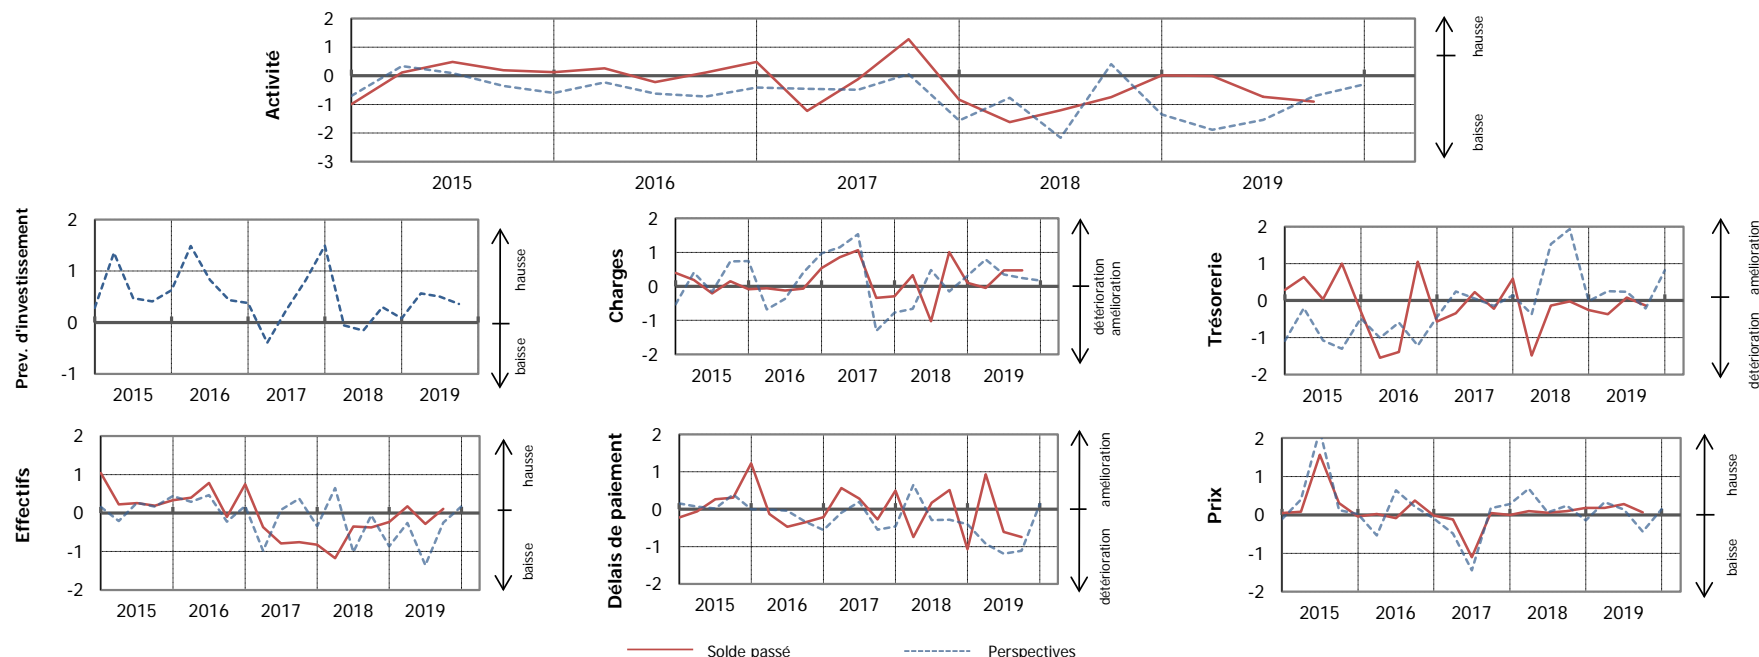 Activité
2
1
0
-1
-2
-3
2015 2016 2017 2018 2019
hausse
baisse
Prev. d'investissement
2
1
0
-1
2015 2016 2017 2018 2019
hausse
baisse
Charges
2
1
0
-1
-2
2015 2016 2017 2018 2019
détérioration
amélioration
Trésorerie
2
1
0
-1
-2
2015 2016 2017 2018 2019
amélioration
détérioration
Effectifs
2
1
0
-1
-2
2015 2016 2017 2018 2019
hausse
baisse
Délais de paiement
2
1
0
-1
-2
2015 2016 2017 2018 2019
amélioration
détérioration
Prix
2
1
0
-1
-2
2015 2016 2017 2018 2019
hausse
baisse
Solde passé Perspectives